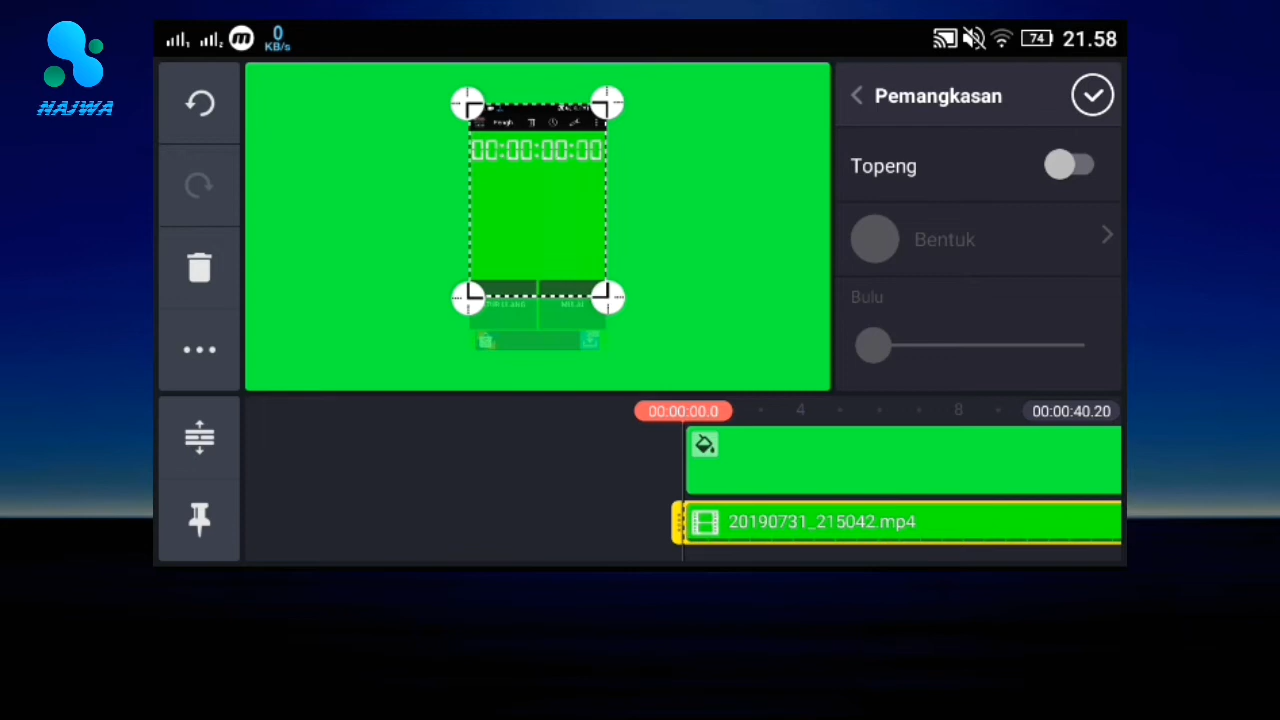 0
KB/s
74
21.58
NAJWA
Pemangkasan
00:00:00:00
Topeng
Bentuk
Bulu
MULAI
00:00:00.0
4
8
00:00:40.20
20190731_215042.mp4